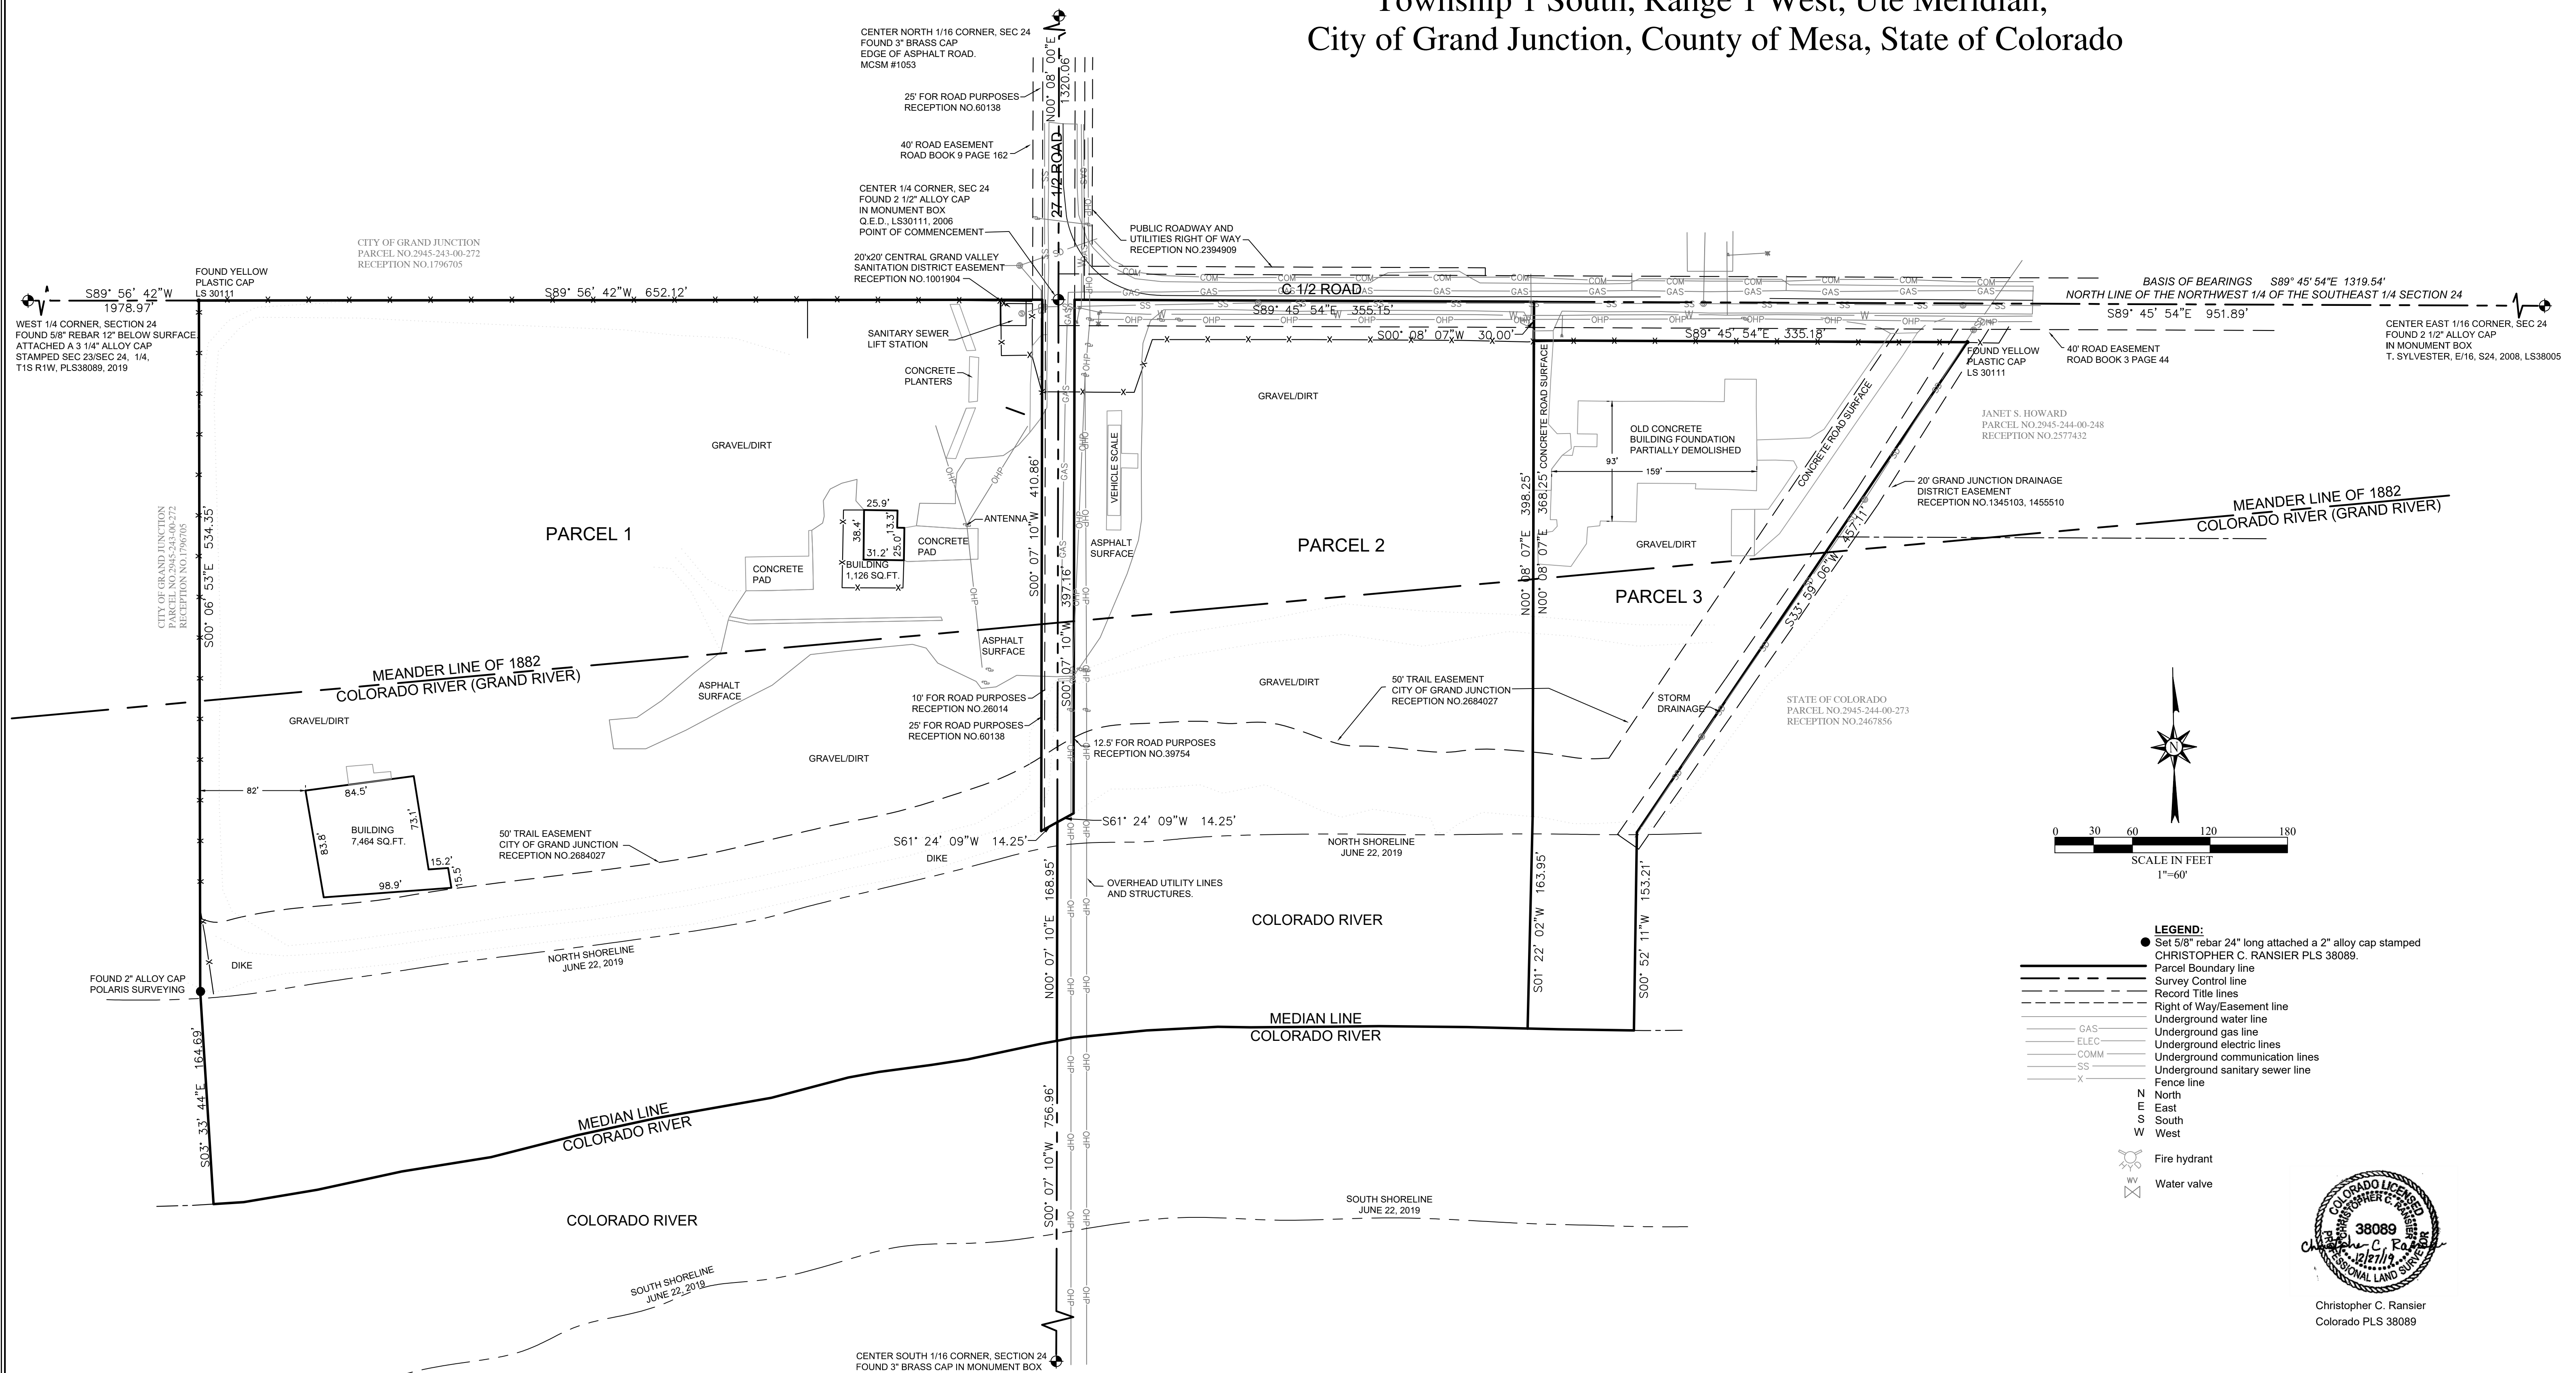 Township 1 South, Range 1 West, Ute Meridian,
City of Grand Junction, County of Mesa, State of Colorado
CENTER NORTH 1/16 CORNER, SEC 24
FOUND 3" BRASS CAP
EDGE OF ASPHALT ROAD.
MCSM #1053
N00° 08' 00"E
1320.06'
25' FOR ROAD PURPOSES
RECEPTION NO.60138
27 1/2 ROAD
40' ROAD EASEMENT
ROAD BOOK 9 PAGE 162
CENTER 1/4 CORNER, SEC 24
FOUND 2 1/2" ALLOY CAP
IN MONUMENT BOX
Q.E.D., LS30111, 2006
POINT OF COMMENCEMENT
PUBLIC ROADWAY AND
UTILITIES RIGHT OF WAY
RECEPTION NO.2394909
20'x20' CENTRAL GRAND VALLEY
SANITATION DISTRICT EASEMENT
RECEPTION NO.1001904
CITY OF GRAND JUNCTION
PARCEL NO.2945-243-00-272
RECEPTION NO.1796705
FOUND YELLOW
PLASTIC CAP
LS 30111
S89° 56' 42"W
1978.97'
S89° 56' 42"W 652.12'
WEST 1/4 CORNER, SECTION 24
FOUND 5/8" REBAR 12" BELOW SURFACE,
ATTACHED A 3 1/4" ALLOY CAP
STAMPED SEC 23/SEC 24, 1/4,
T1S R1W, PLS38089, 2019
C 1/2 ROAD
S89° 45' 54"E 355.15'
S00° 08' 07"W 30.00'
S89° 45' 54"E 335.18'
BASIS OF BEARINGS S89° 45' 54"E 1319.54'
NORTH LINE OF THE NORTHWEST 1/4 OF THE SOUTHEAST 1/4 SECTION 24
S89° 45' 54"E 951.89'
CENTER EAST 1/16 CORNER, SEC 24
FOUND 2 1/2" ALLOY CAP
IN MONUMENT BOX
T. SYLVESTER, E/16, S24, 2008, LS38005
FOUND YELLOW
PLASTIC CAP
LS 30111
40' ROAD EASEMENT
ROAD BOOK 3 PAGE 44
SANITARY SEWER
LIFT STATION
CONCRETE
PLANTERS
GRAVEL/DIRT
GRAVEL/DIRT
VEHICLE SCALE
CONCRETE ROAD SURFACE
OLD CONCRETE
BUILDING FOUNDATION
PARTIALLY DEMOLISHED
93'
159'
CONCRETE ROAD SURFACE
JANET S. HOWARD
PARCEL NO.2945-244-00-248
RECEPTION NO.2577432
20' GRAND JUNCTION DRAINAGE
DISTRICT EASEMENT
RECEPTION NO.1345103, 1455510
MEANDER LINE OF 1882
COLORADO RIVER (GRAND RIVER)
CITY OF GRAND JUNCTION
PARCEL NO.2945-243-00-272
RECEPTION NO.1796705
S00° 06' 53"E 534.35'
PARCEL 1
25.9'
38.4'
13.3'
31.2'
25.0'
BUILDING
1,126 SQ.FT.
CONCRETE
PAD
CONCRETE
PAD
ANTENNA
S00° 07' 10"W 410.86'
S00° 07' 10"W 397.16'
ASPHALT
SURFACE
PARCEL 2
N00° 08' 07"E 398.25'
N00° 08' 07"E 368.25'
GRAVEL/DIRT
PARCEL 3
S33° 59' 06"W 457.11'
MEANDER LINE OF 1882
COLORADO RIVER (GRAND RIVER)
GRAVEL/DIRT
ASPHALT
SURFACE
ASPHALT
SURFACE
10' FOR ROAD PURPOSES
RECEPTION NO.26014
25' FOR ROAD PURPOSES
RECEPTION NO.60138
12.5' FOR ROAD PURPOSES
RECEPTION NO.39754
GRAVEL/DIRT
GRAVEL/DIRT
50' TRAIL EASEMENT
CITY OF GRAND JUNCTION
RECEPTION NO.2684027
STORM
DRAINAGE
STATE OF COLORADO
PARCEL NO.2945-244-00-273
RECEPTION NO.2467856
N
82'
84.5'
83.8'
73.1'
BUILDING
7,464 SQ.FT.
15.2'
15.5'
98.9'
50' TRAIL EASEMENT
CITY OF GRAND JUNCTION
RECEPTION NO.2684027
S61° 24' 09"W 14.25'
S61° 24' 09"W 14.25'
DIKE
NORTH SHORELINE
JUNE 22, 2019
0 30 60 120 180
SCALE IN FEET
1"=60'
OVERHEAD UTILITY LINES
AND STRUCTURES.
N00° 07' 10"E 168.95'
COLORADO RIVER
S01° 22' 02"W 163.95'
S00° 52' 11"W 153.21'
NORTH SHORELINE
JUNE 22, 2019
DIKE
FOUND 2" ALLOY CAP
POLARIS SURVEYING
S03° 33' 44"E 164.69'
MEDIAN LINE
COLORADO RIVER
MEDIAN LINE
COLORADO RIVER
S00° 07' 10"W 756.96'
COLORADO RIVER
SOUTH SHORELINE
JUNE 22, 2019
SOUTH SHORELINE
JUNE 22, 2019
CENTER SOUTH 1/16 CORNER, SECTION 24
FOUND 3" BRASS CAP IN MONUMENT BOX
LEGEND:
Set 5/8" rebar 24" long attached a 2" alloy cap stamped
CHRISTOPHER C. RANSIER PLS 38089.
Parcel Boundary line
Survey Control line
Record Title lines
Right of Way/Easement line
Underground water line
GAS Underground gas line
ELEC Underground electric lines
COMM Underground communication lines
SS Underground sanitary sewer line
X Fence line
N North
E East
S South
W West
Fire hydrant
WV Water valve
COLORADO LICENSED
CHRISTOPHER C. RANSIER
38089
Christopher C. Ransier
12/27/19
PROFESSIONAL LAND SURVEYOR
Christopher C. Ransier
Colorado PLS 38089